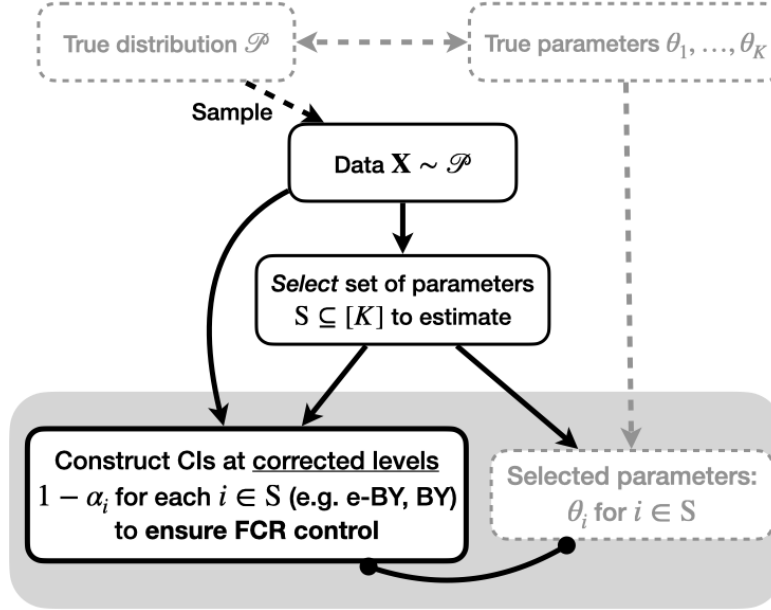 True distribution 𝒫
True parameters θ₁, …, θ_K
Sample
Data X ∼ 𝒫
Select set of parameters
S ⊆ [K] to estimate
Construct CIs at corrected levels
1 − αᵢ for each i ∈ S (e.g. e-BY, BY)
to ensure FCR control
Selected parameters:
θᵢ for i ∈ S